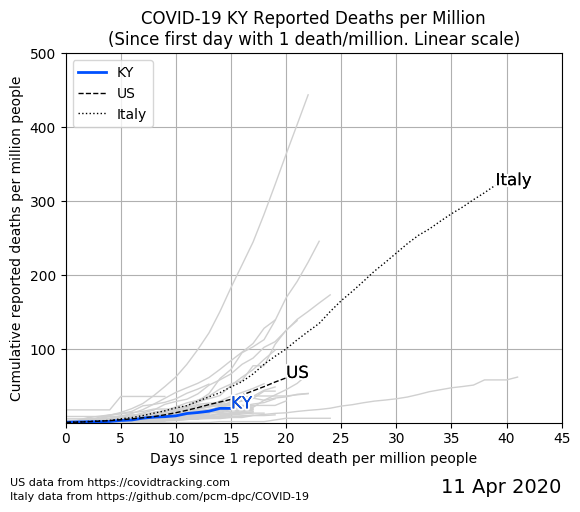 COVID-19 KY Reported Deaths per Million
(Since first day with 1 death/million. Linear scale)
500
400
300
200
100
Cumulative reported deaths per million people
KY
US
Italy
Italy
US
KY
0 5 10 15 20 25 30 35 40 45
Days since 1 reported death per million people
US data from https://covidtracking.com
Italy data from https://github.com/pcm-dpc/COVID-19
11 Apr 2020